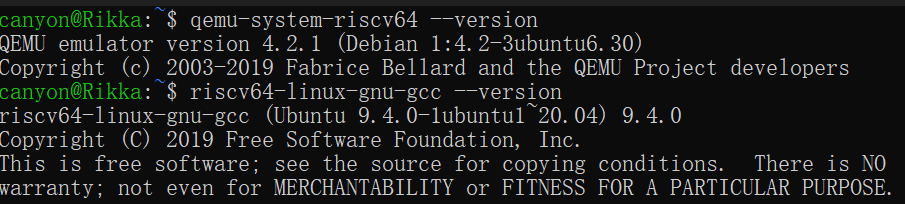 canyon@Rikka:~$ qemu-system-riscv64 --version
QEMU emulator version 4.2.1 (Debian 1:4.2-3ubuntu6.30)
Copyright (c) 2003-2019 Fabrice Bellard and the QEMU Project developers
canyon@Rikka:~$ riscv64-linux-gnu-gcc --version
riscv64-linux-gnu-gcc (Ubuntu 9.4.0-1ubuntu1~20.04) 9.4.0
Copyright (C) 2019 Free Software Foundation, Inc.
This is free software; see the source for copying conditions.  There is NO
warranty; not even for MERCHANTABILITY or FITNESS FOR A PARTICULAR PURPOSE.